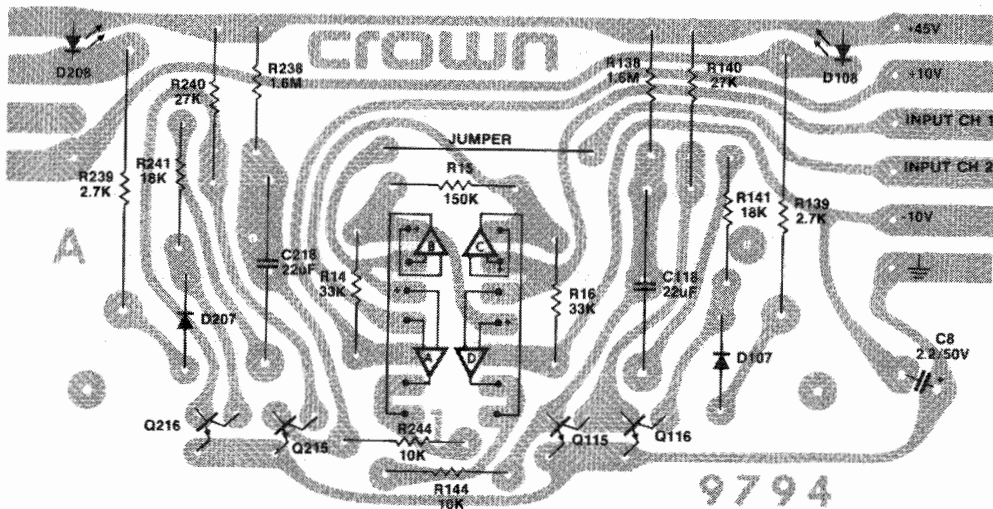 crown
+45V
D208
D108
R240
27K
R238
1.6M
R138
1.6M
R140
27K
+10V
INPUT CH 1
JUMPER
R239
2.7K
R241
18K
R15
150K
INPUT CH 2
R141
18K
R139
2.7K
-10V
A
B
C
C218
22uF
R14
33K
R16
33K
C118
22uF
D207
A
D
D107
C8
2.2/50V
+
Q216
Q215
R244
10K
Q115
Q116
R144
10K
9794